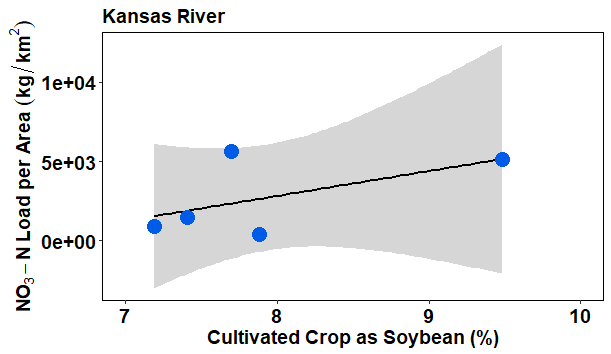 Kansas River
NO₃ − N Load per Area (kg/km²)
1e+04
5e+03
0e+00
7 8 9 10
Cultivated Crop as Soybean (%)